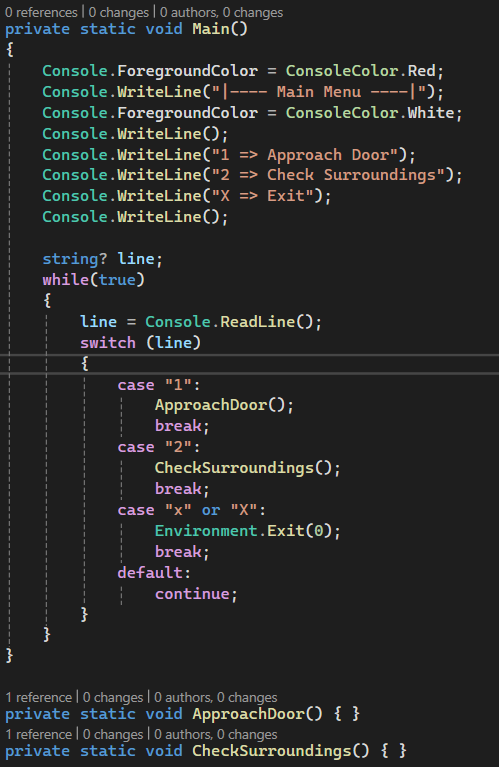 0 references | 0 changes | 0 authors, 0 changes
private static void Main()
{
    Console.ForegroundColor = ConsoleColor.Red;
    Console.WriteLine("|---- Main Menu ----|");
    Console.ForegroundColor = ConsoleColor.White;
    Console.WriteLine();
    Console.WriteLine("1 => Approach Door");
    Console.WriteLine("2 => Check Surroundings");
    Console.WriteLine("X => Exit");
    Console.WriteLine();

    string? line;
    while(true)
    {
        line = Console.ReadLine();
        switch (line)
        {
            case "1":
                ApproachDoor();
                break;
            case "2":
                CheckSurroundings();
                break;
            case "x" or "X":
                Environment.Exit(0);
                break;
            default:
                continue;
        }
    }
}

1 reference | 0 changes | 0 authors, 0 changes
private static void ApproachDoor() { }
1 reference | 0 changes | 0 authors, 0 changes
private static void CheckSurroundings() { }